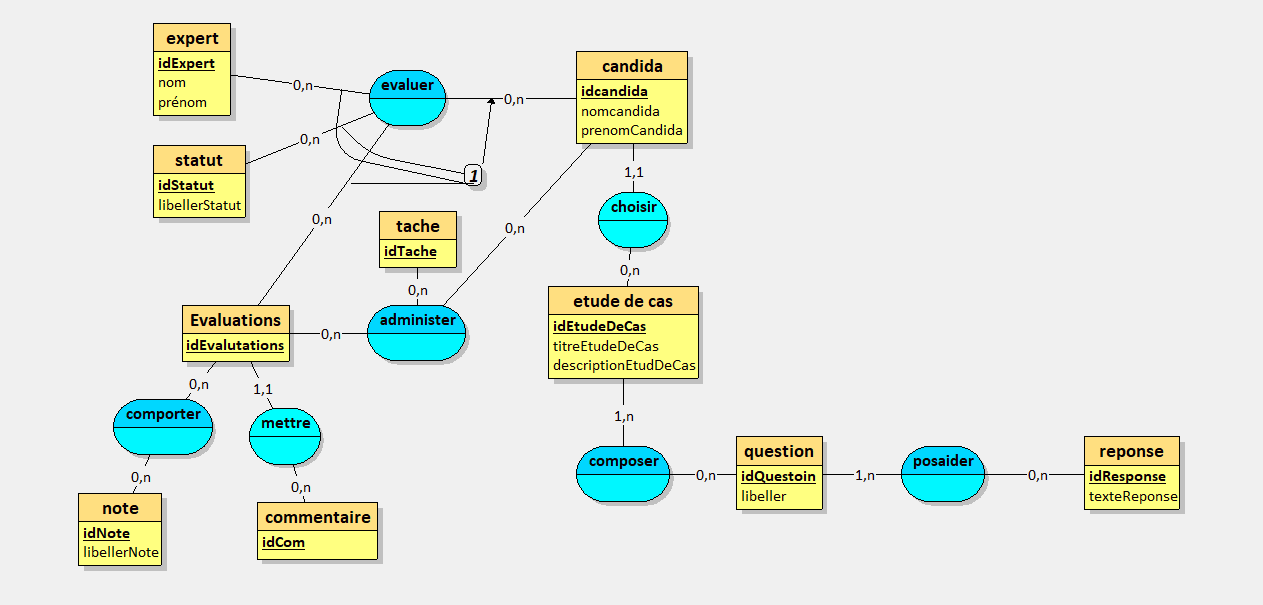 expert
idExpert
nom
prénom
0,n
evaluer
0,n
candida
idcandida
nomcandida
prenomCandida
0,n
statut
idStatut
libellerStatut
1
1,1
choisir
0,n
tache
idTache
0,n
0,n
0,n
etude de cas
idEtudeDeCas
titreEtudeDeCas
descriptionEtudDeCas
Evaluations
idEvalutations
0,n
administer
0,n
1,1
comporter
mettre
1,n
composer
0,n
question
idQuestoin
libeller
1,n
posaider
0,n
reponse
idResponse
texteReponse
0,n
0,n
note
idNote
libellerNote
commentaire
idCom